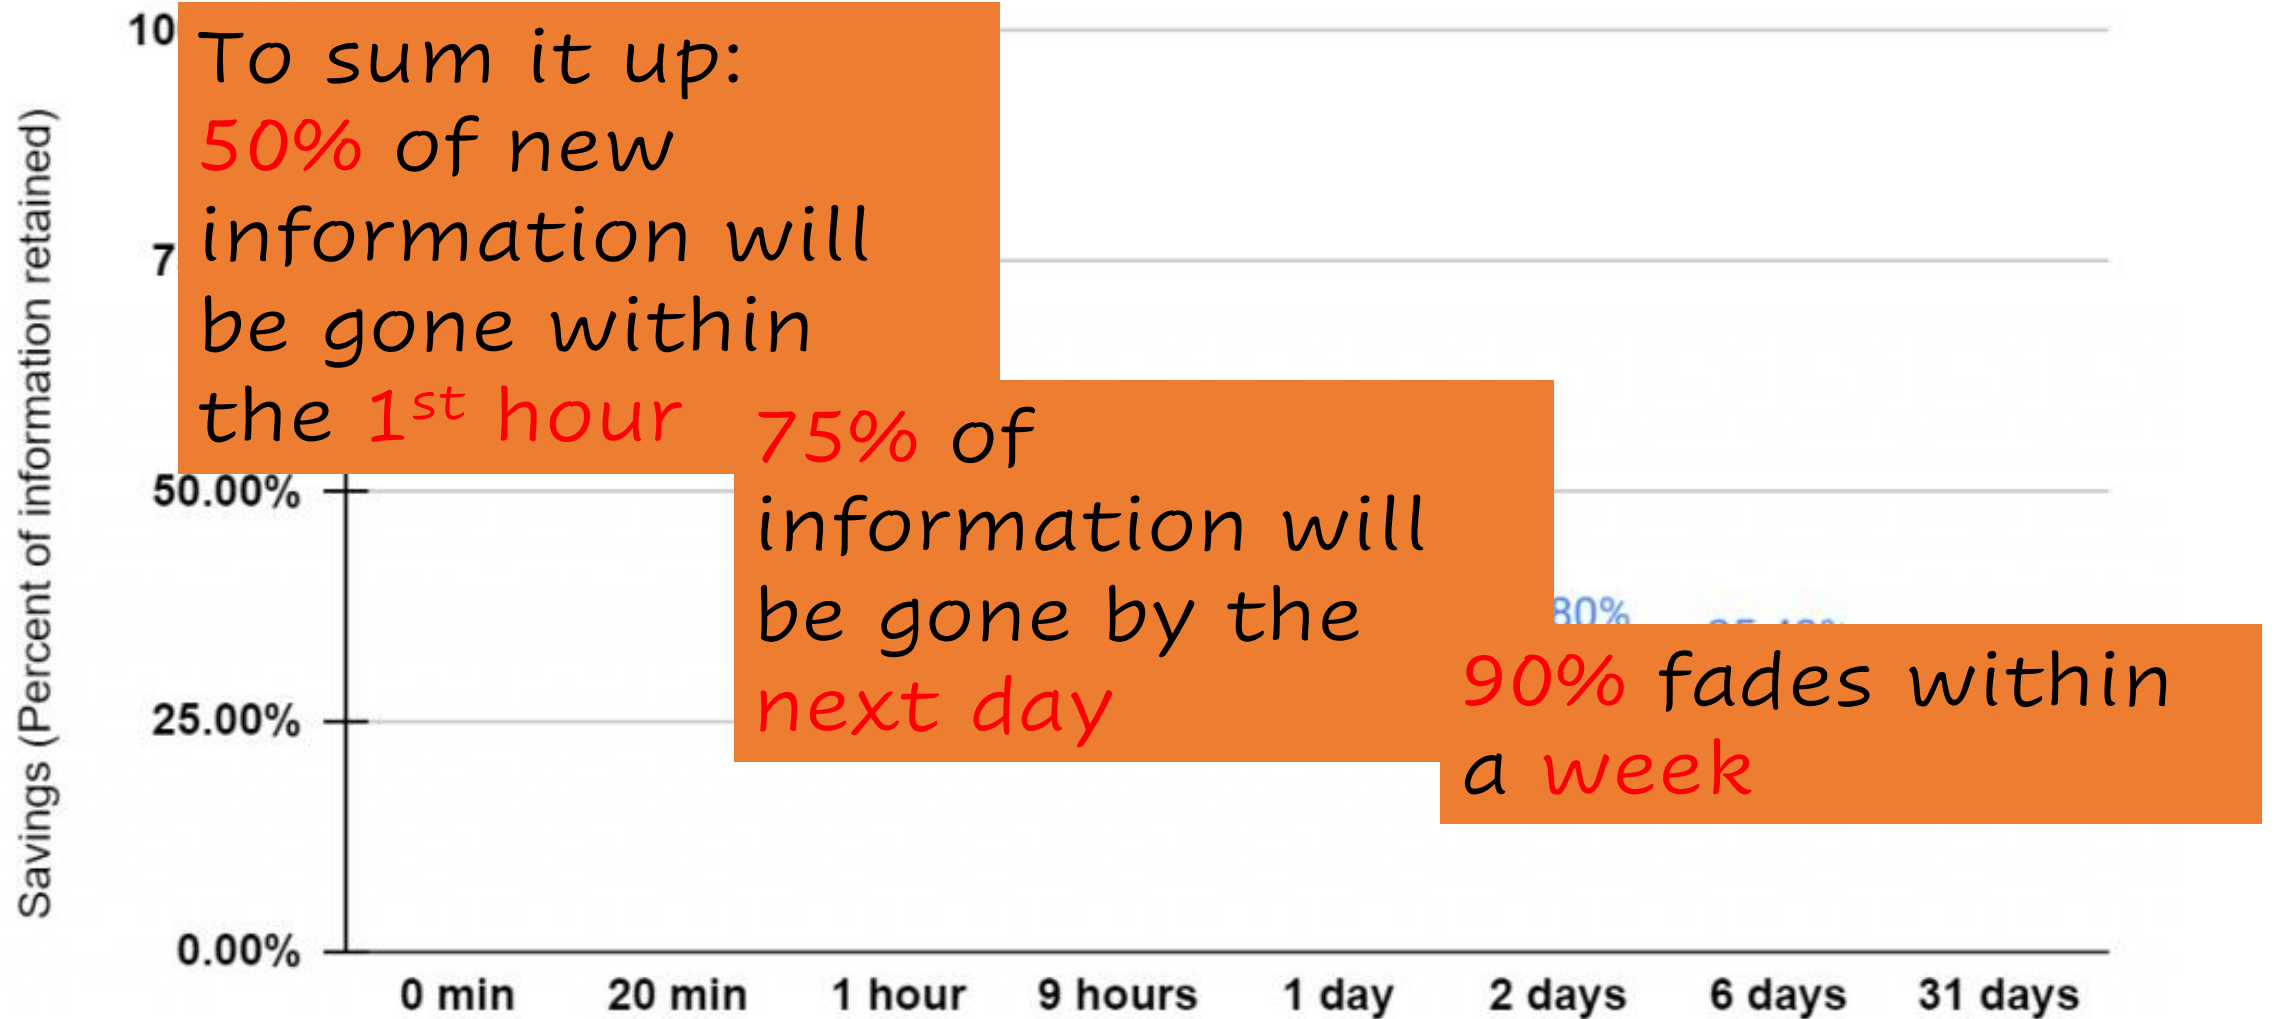 Savings (Percent of information retained)
10
7
50.00%
25.00%
0.00%
To sum it up:
50% of new
information will
be gone within
the 1st hour
75% of
information will
be gone by the
next day
80%
90% fades within
a week
0 min
20 min
1 hour
9 hours
1 day
2 days
6 days
31 days